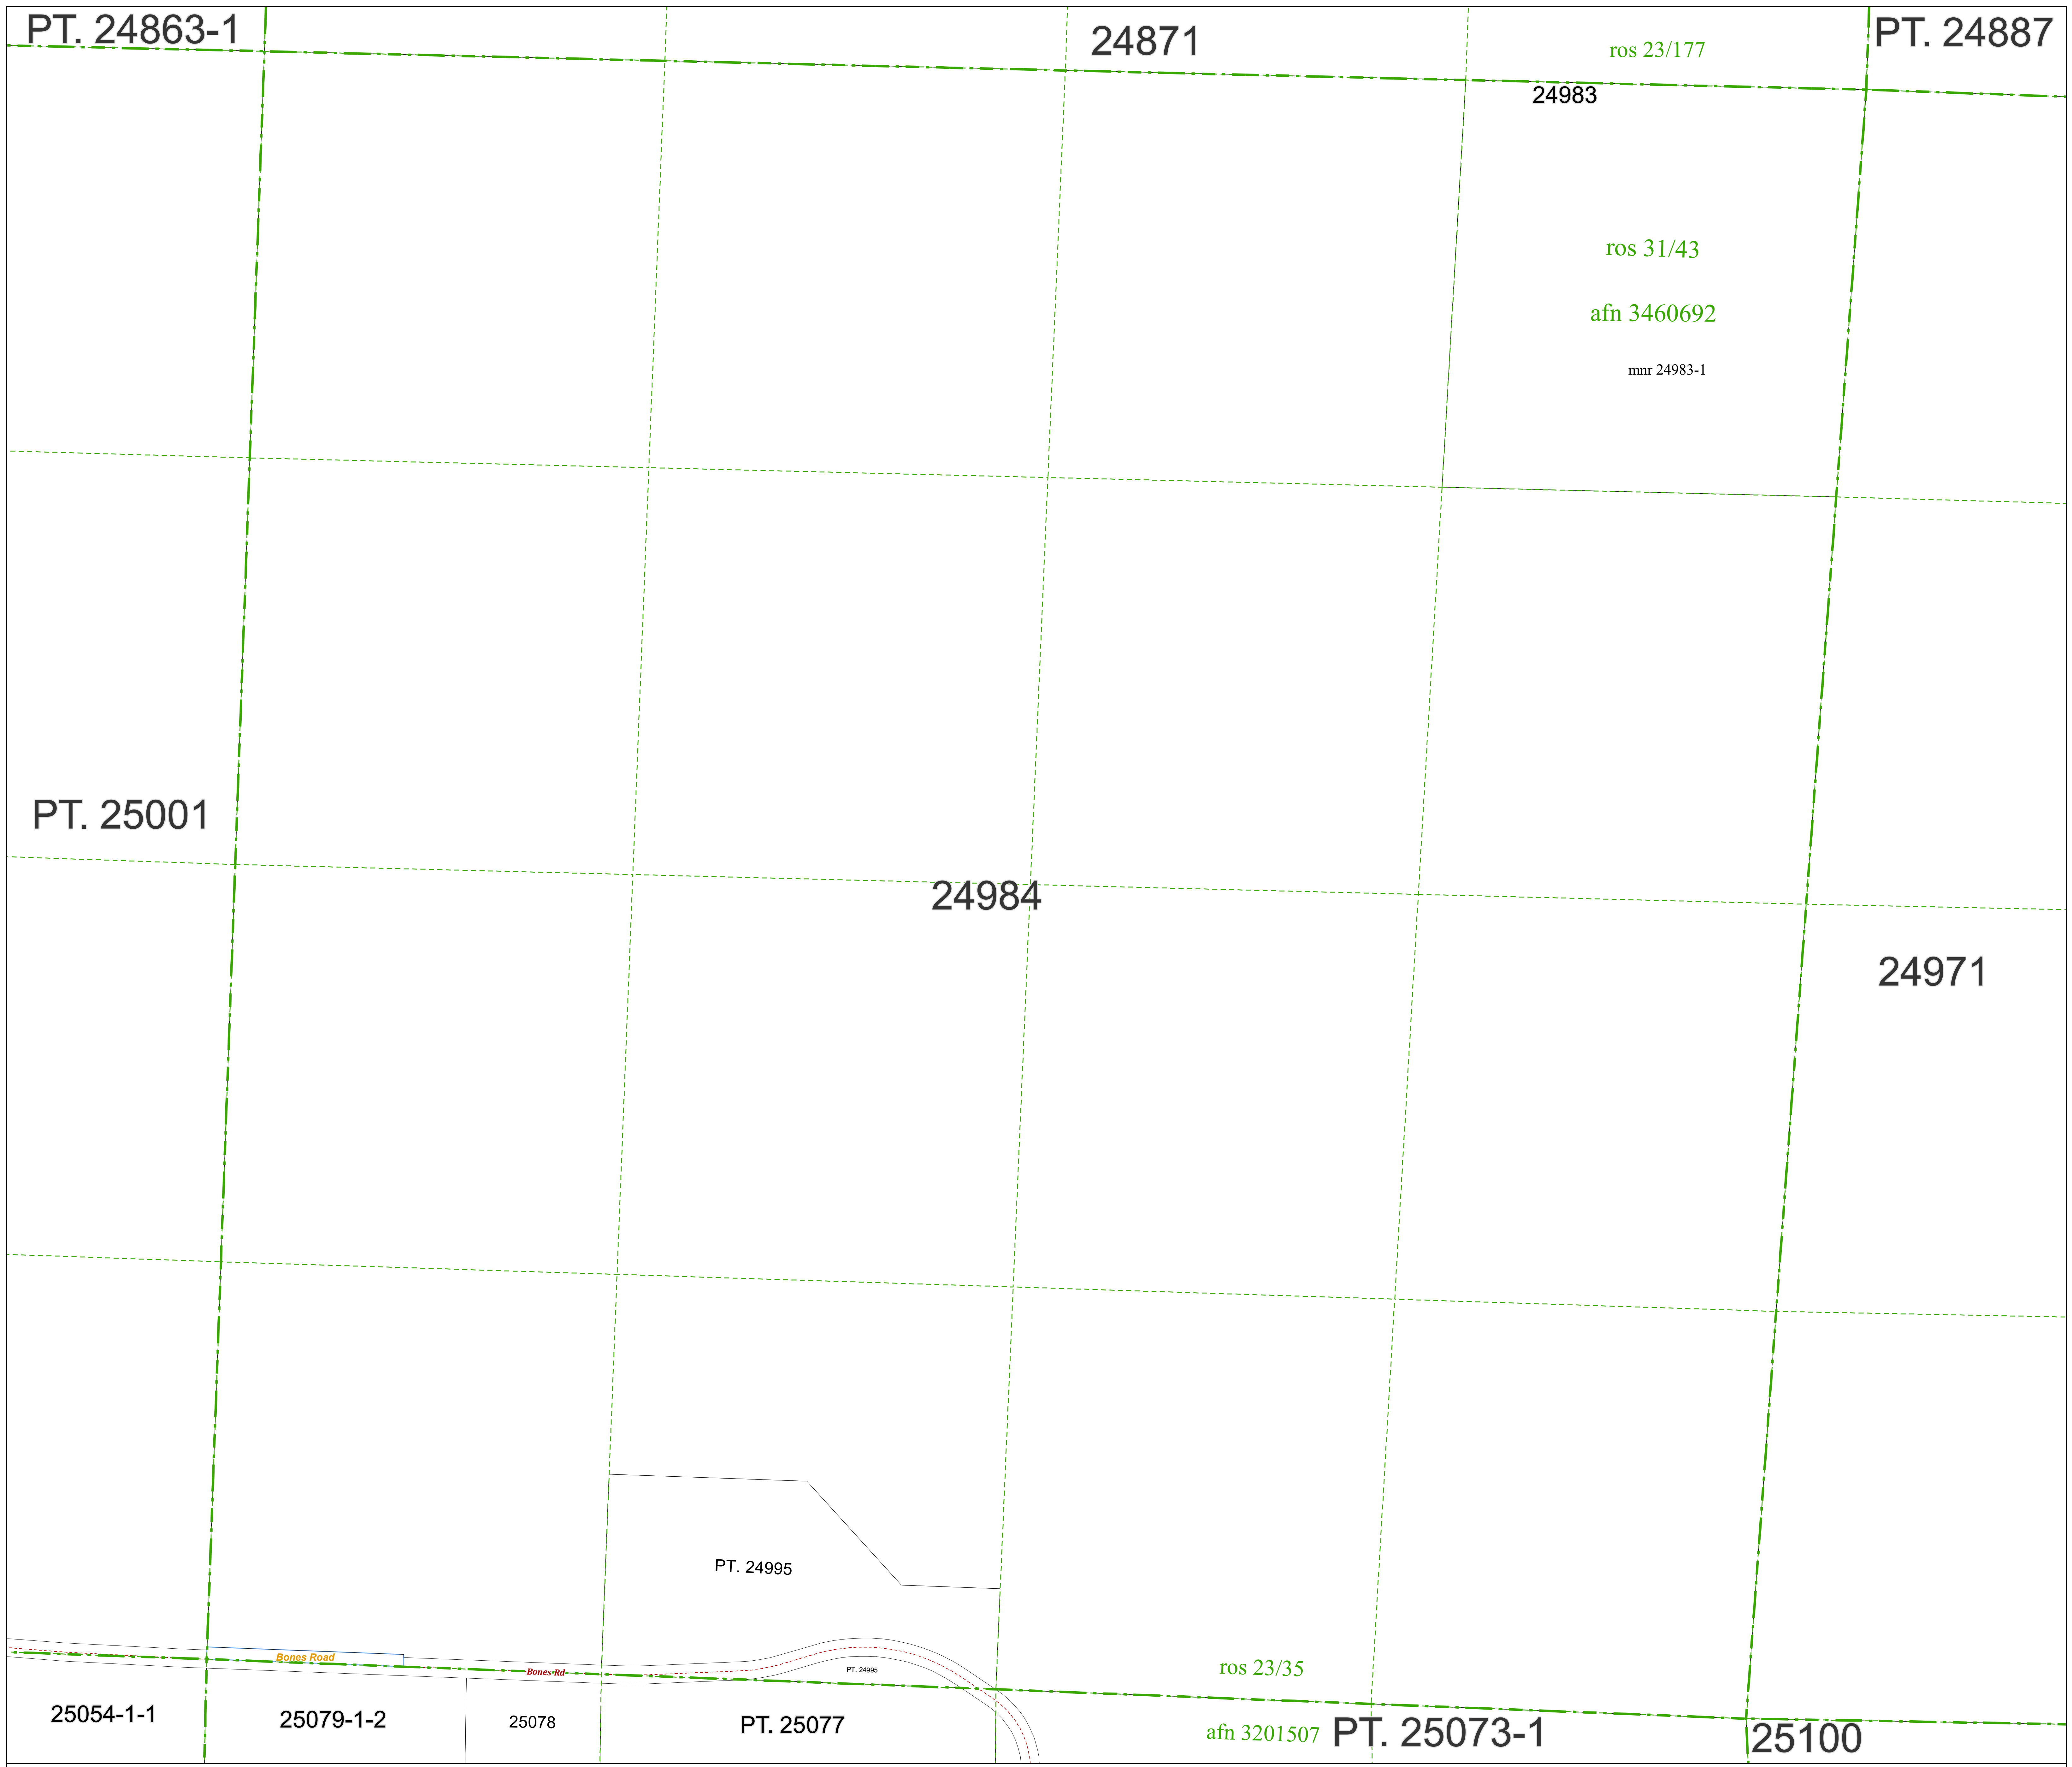 PT. 24863-1
24871
ros 23/177
PT. 24887
24983
ros 31/43
afn 3460692
mnr 24983-1
PT. 25001
24984
24971
PT. 24995
Bones Road
Bones Rd
PT. 24995
ros 23/35
25054-1-1
25079-1-2
25078
PT. 25077
afn 3201507
PT. 25073-1
25100